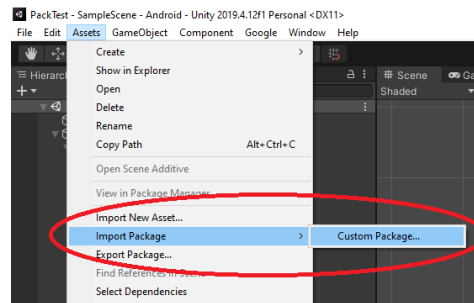 PackTest - SampleScene - Android - Unity 2019.4.12f1 Personal <DX11>
File Edit Assets GameObject Component Google Window Help
Create
Show in Explorer
Open
Delete
Rename
Copy Path Alt+Ctrl+C
Open Scene Additive
View in Package Manager
Import New Asset...
Import Package Custom Package...
Export Package...
Find References In Scene
Select Dependencies
# Scene
Shaded